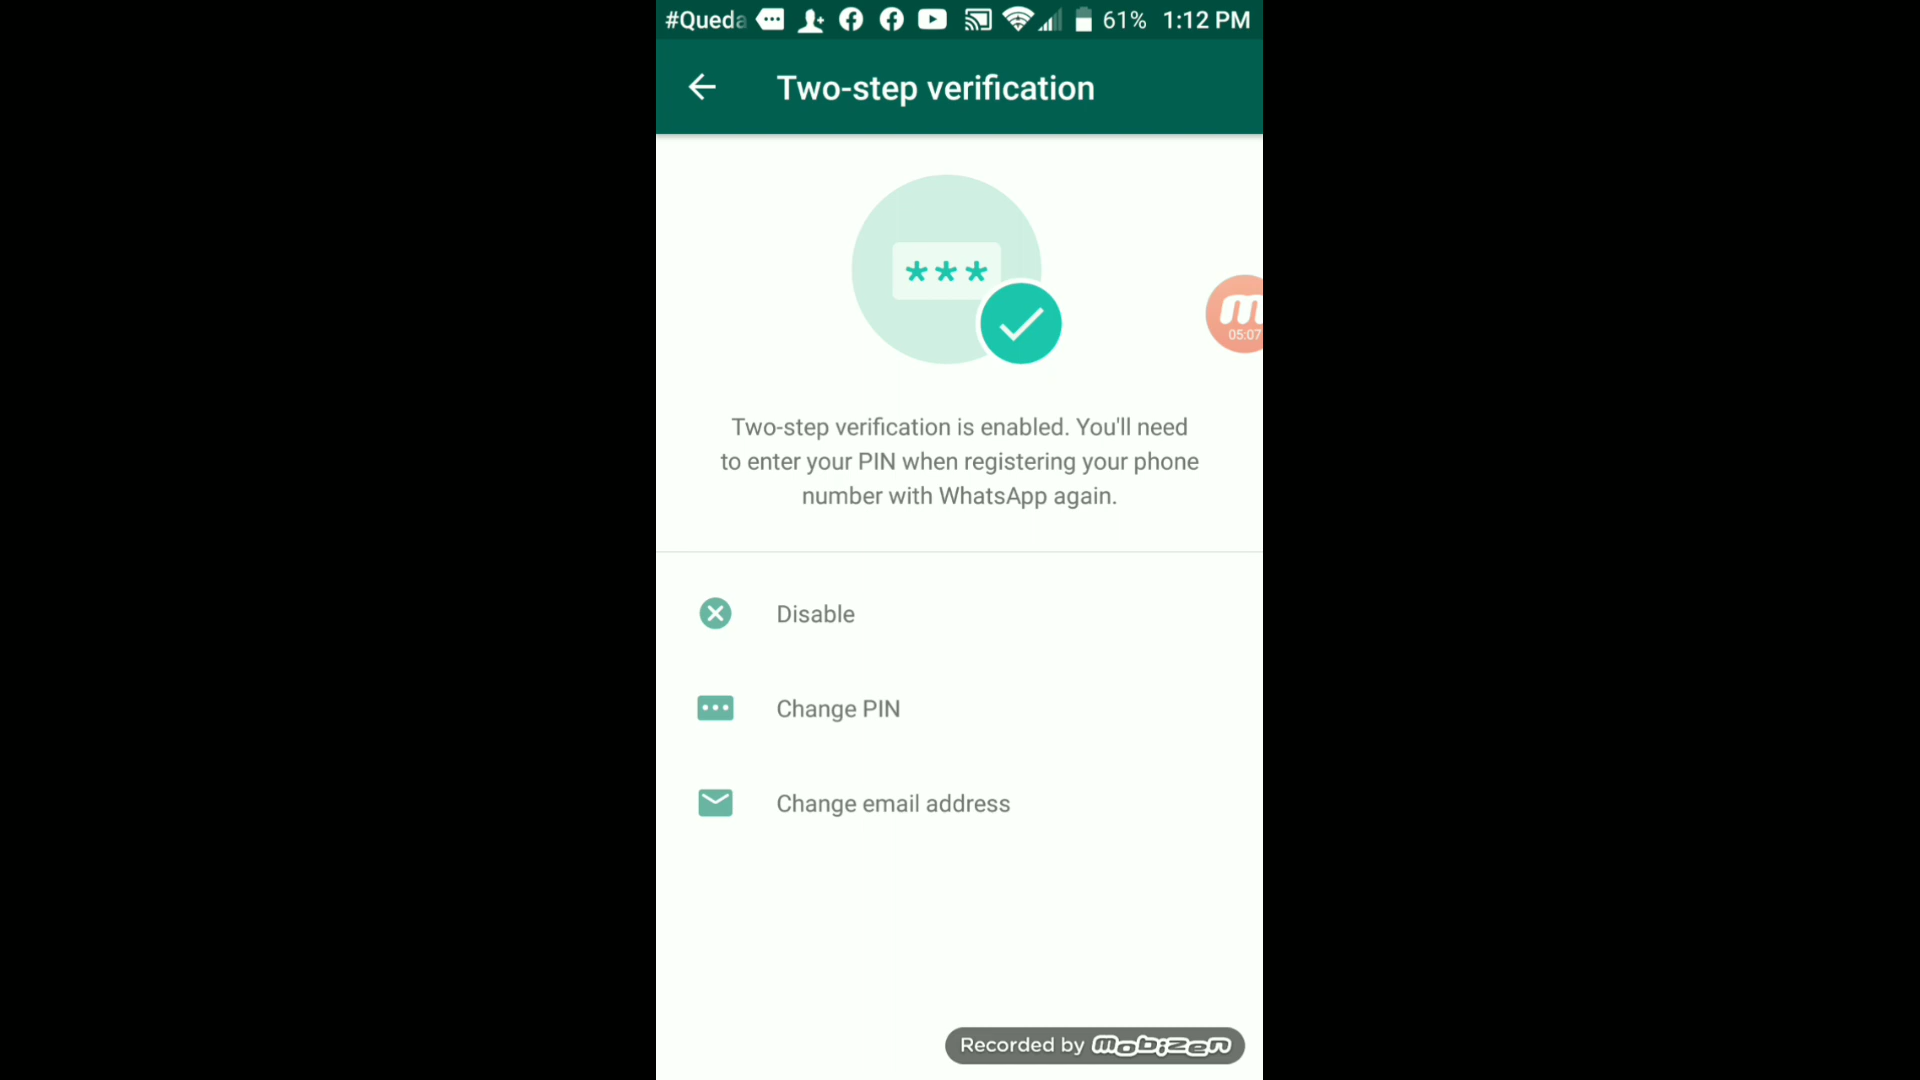 #Queda 61% 1:12 PM
Two-step verification
***
05:07
Two-step verification is enabled. You'll need
to enter your PIN when registering your phone
number with WhatsApp again.
Disable
Change PIN
Change email address
Recorded by mobizen